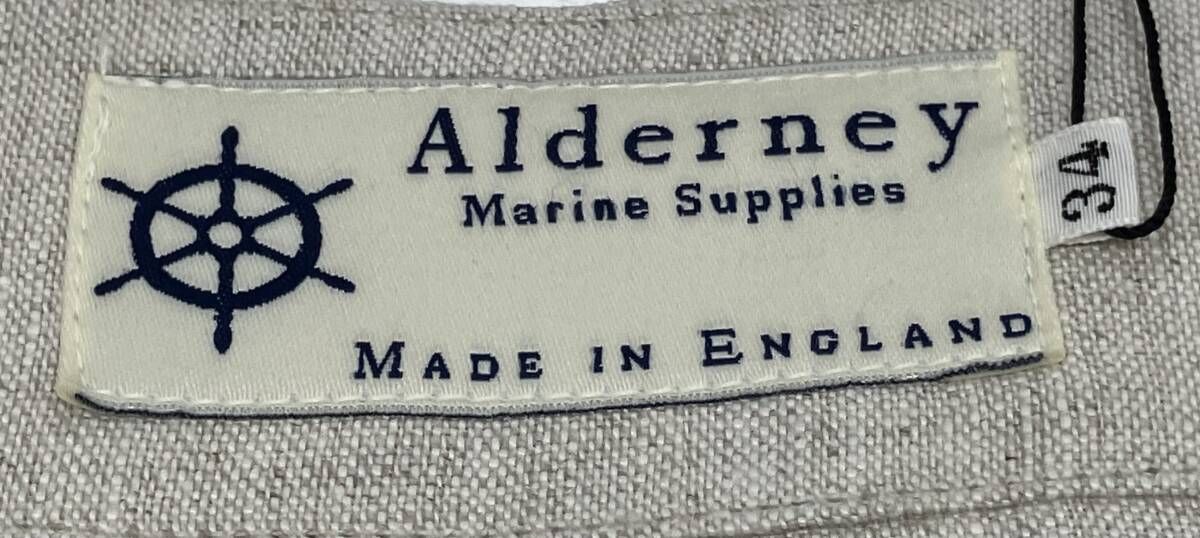 Alderney
Marine Supplies
MADE IN ENGLAND
34